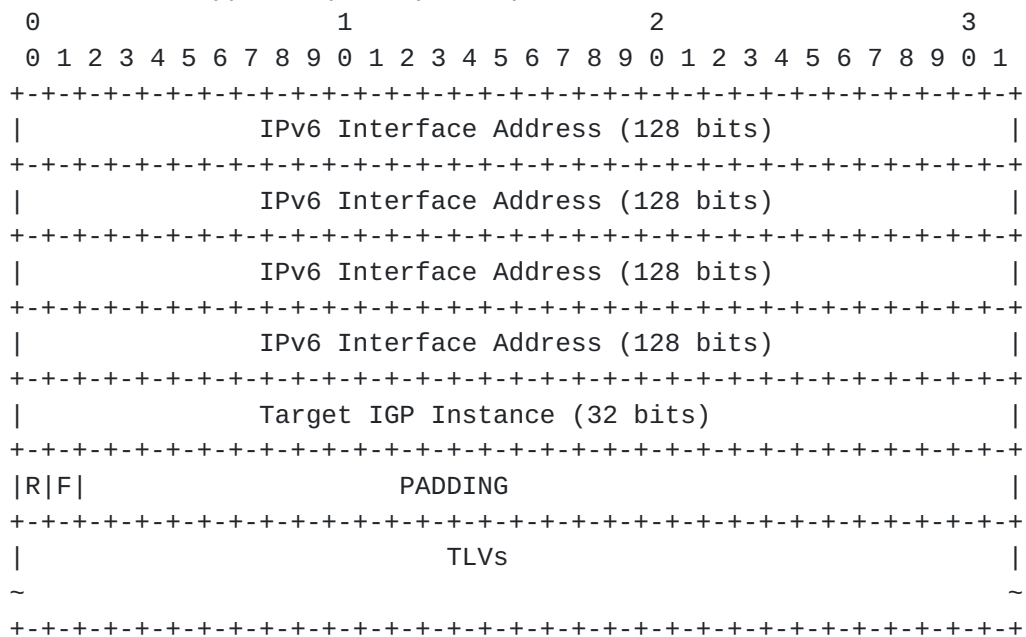 0                   1                   2                   3
0 1 2 3 4 5 6 7 8 9 0 1 2 3 4 5 6 7 8 9 0 1 2 3 4 5 6 7 8 9 0 1
+-+-+-+-+-+-+-+-+-+-+-+-+-+-+-+-+-+-+-+-+-+-+-+-+-+-+-+-+-+-+-+-+
|               IPv6 Interface Address (128 bits)               |
+-+-+-+-+-+-+-+-+-+-+-+-+-+-+-+-+-+-+-+-+-+-+-+-+-+-+-+-+-+-+-+-+
|               IPv6 Interface Address (128 bits)               |
+-+-+-+-+-+-+-+-+-+-+-+-+-+-+-+-+-+-+-+-+-+-+-+-+-+-+-+-+-+-+-+-+
|               IPv6 Interface Address (128 bits)               |
+-+-+-+-+-+-+-+-+-+-+-+-+-+-+-+-+-+-+-+-+-+-+-+-+-+-+-+-+-+-+-+-+
|               IPv6 Interface Address (128 bits)               |
+-+-+-+-+-+-+-+-+-+-+-+-+-+-+-+-+-+-+-+-+-+-+-+-+-+-+-+-+-+-+-+-+
|               Target IGP Instance (32 bits)                   |
+-+-+-+-+-+-+-+-+-+-+-+-+-+-+-+-+-+-+-+-+-+-+-+-+-+-+-+-+-+-+-+-+
|R|F|                    PADDING                                |
+-+-+-+-+-+-+-+-+-+-+-+-+-+-+-+-+-+-+-+-+-+-+-+-+-+-+-+-+-+-+-+-+
|                           TLVs                                |
~                                                               ~
+-+-+-+-+-+-+-+-+-+-+-+-+-+-+-+-+-+-+-+-+-+-+-+-+-+-+-+-+-+-+-+-+